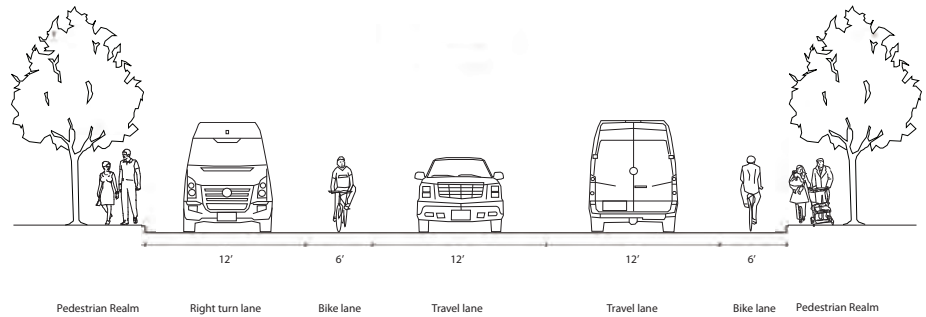 12’ 6’ 12’ 12’ 6’
Pedestrian Realm Right turn lane Bike lane Travel lane Travel lane Bike lane Pedestrian Realm